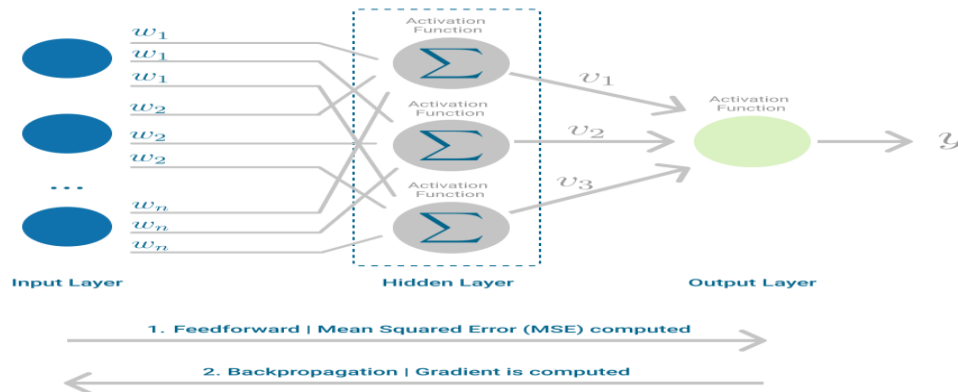 Activation
Function
w₁
w₁
w₁
Σ
v₁
w₂
w₂
w₂
Activation
Function
Σ
v₂
Activation
Function
y
...
Activation
Function
Σ
v₃
wₙ
wₙ
wₙ
Input Layer
Hidden Layer
Output Layer
1. Feedforward | Mean Squared Error (MSE) computed
2. Backpropagation | Gradient is computed